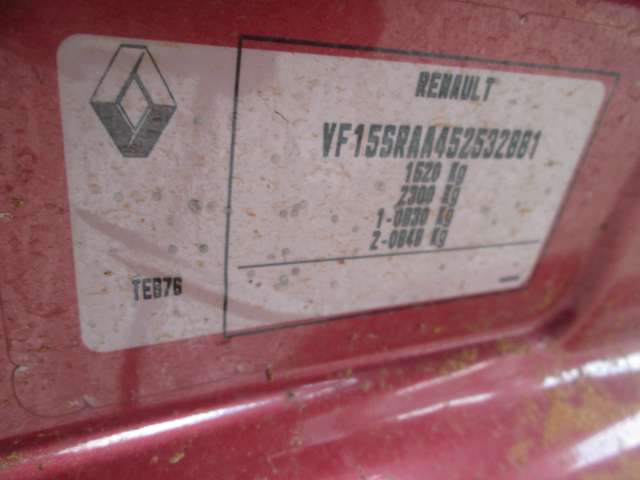 RENAULT
VF15SRAA452532881
1620 Kg
2300 Kg
1-0830 Kg
2-0840 Kg
TEB76